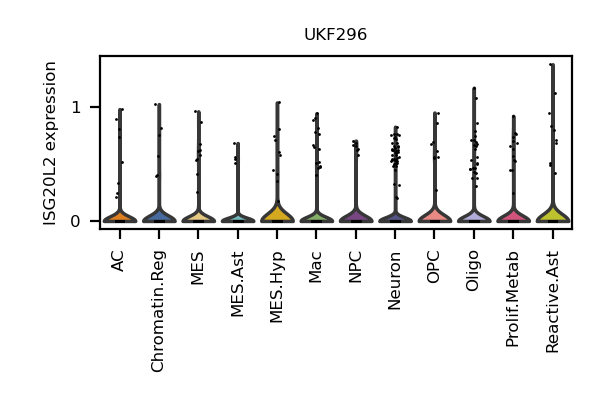 UKF296
ISG20L2 expression
1
0
AC
Chromatin.Reg
MES
MES.Ast
MES.Hyp
Mac
NPC
Neuron
OPC
Oligo
Prolif.Metab
Reactive.Ast